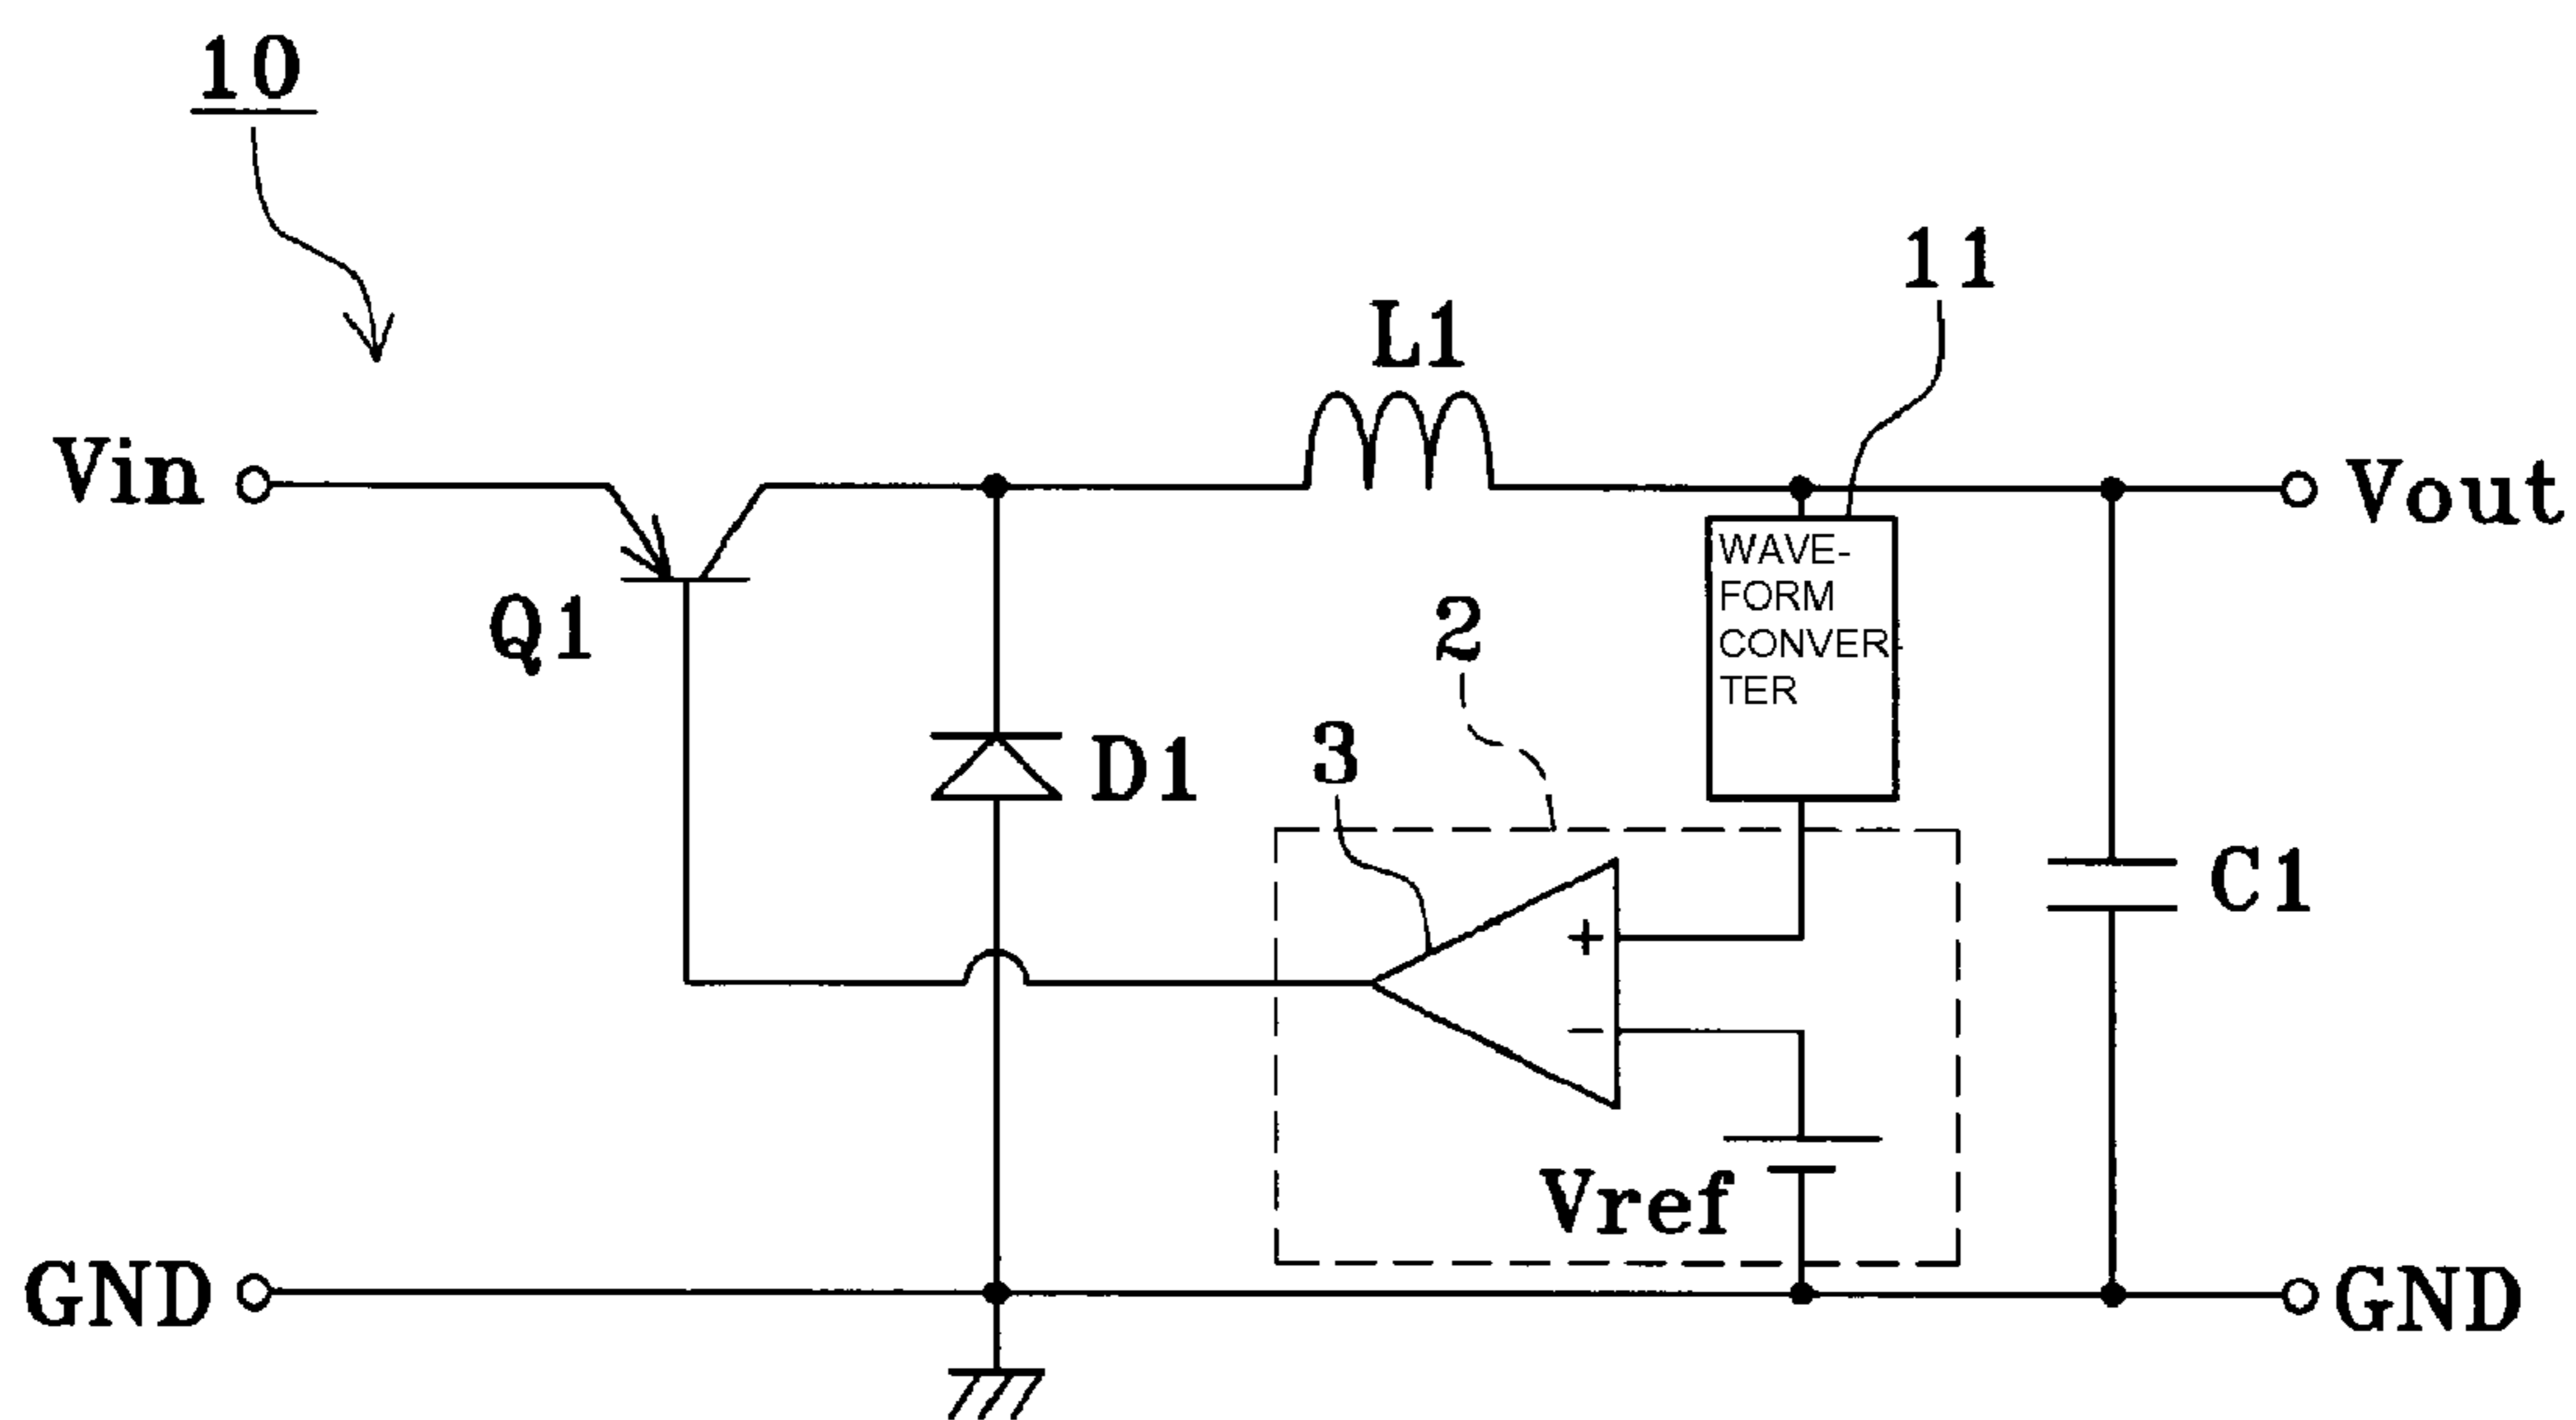 10
11
L1
Vin
Vout
WAVE-
FORM
CONVER-
TER
Q1
2
3
D1
+
C1
−
Vref
GND
GND